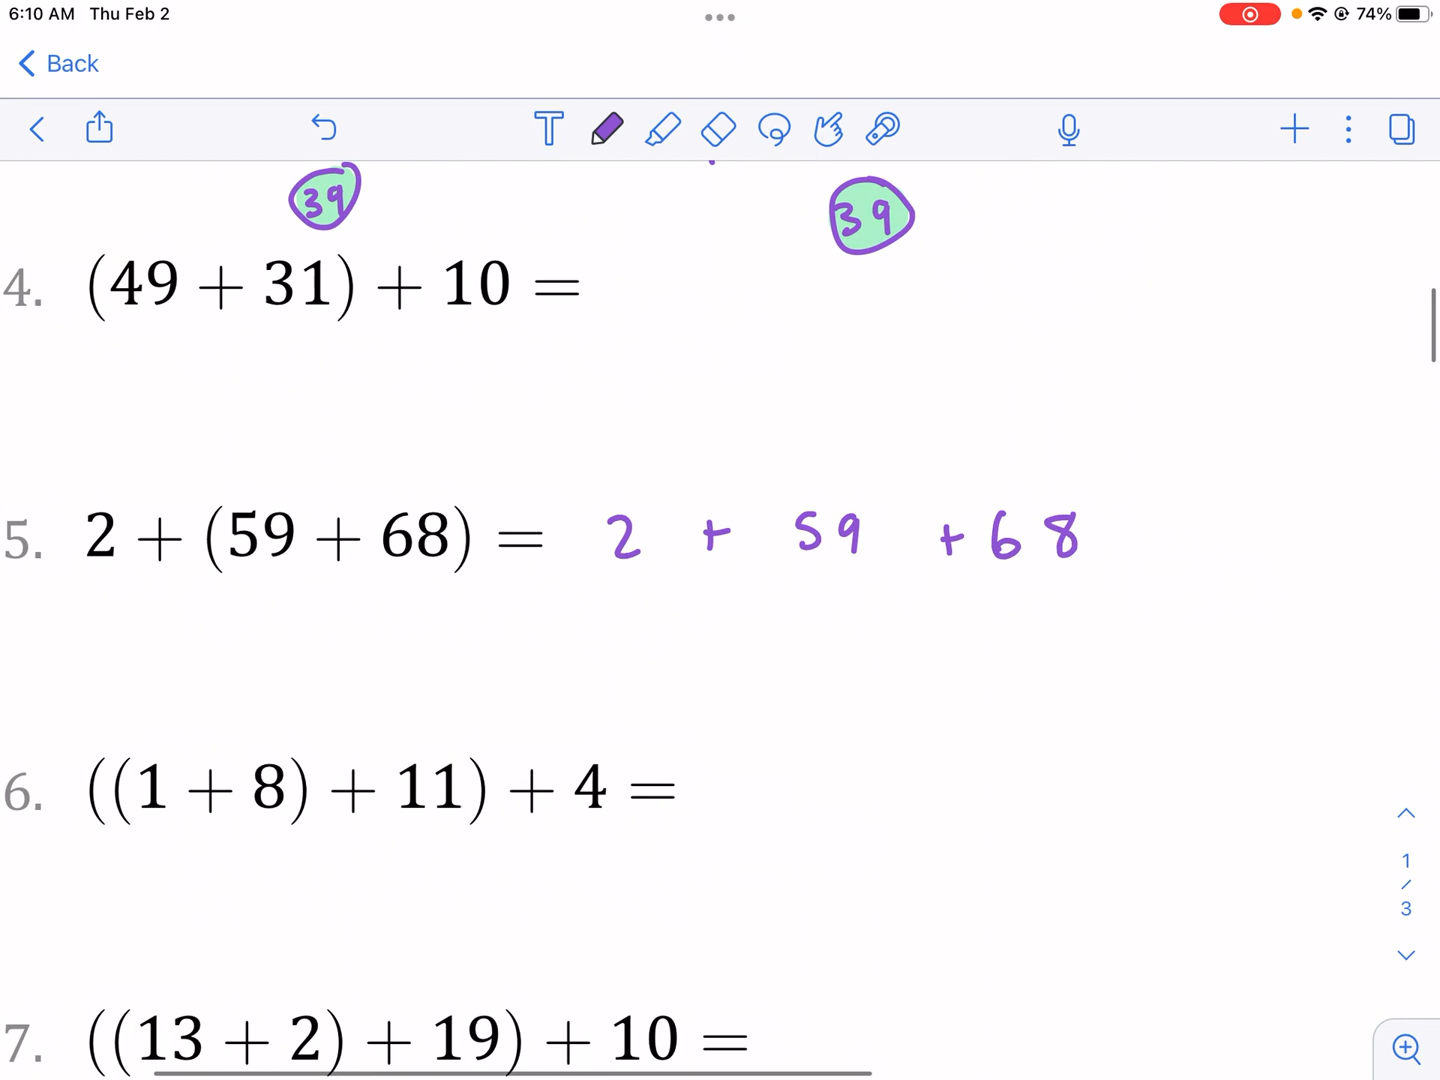 6:10 AM Thu Feb 2
74%
Back
T
39
39
4. (49 + 31) + 10 =
5. 2 + (59 + 68) = 2 + 59 + 68
6. ((1 + 8) + 11) + 4 =
1
/
3
7. ((13 + 2) + 19) + 10 =